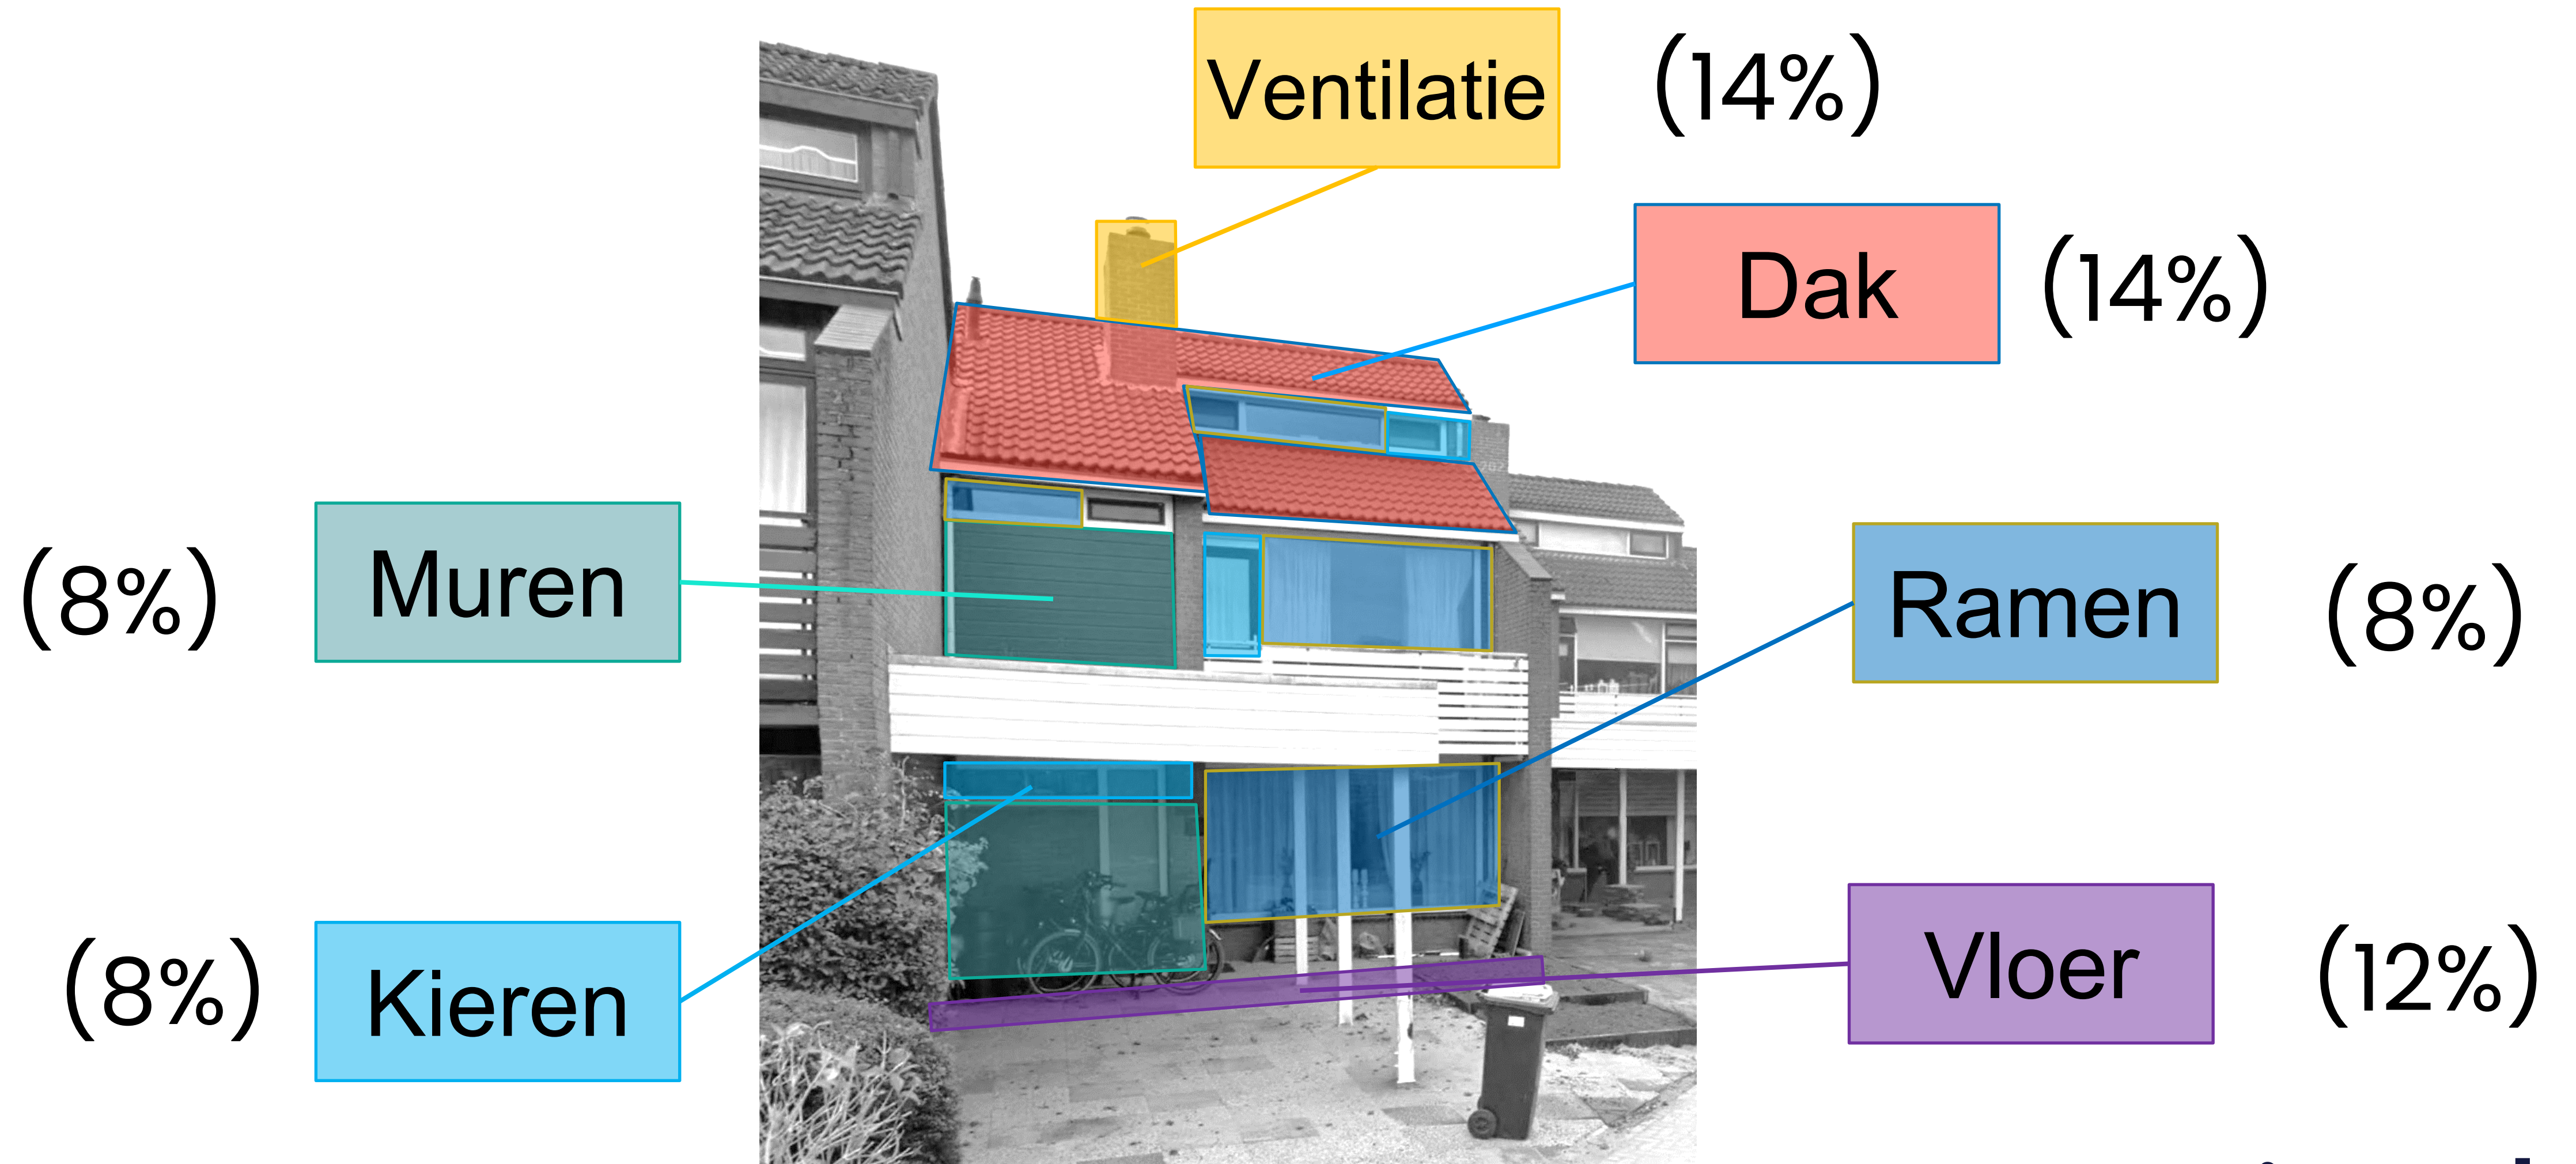 Ventilatie (14%)
Dak (14%)
(8%) Muren
Ramen (8%)
(8%) Kieren
Vloer (12%)